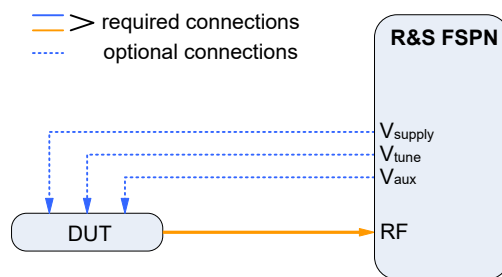 required connections
optional connections
R&S FSPN
Vsupply
Vtune
Vaux
RF
DUT